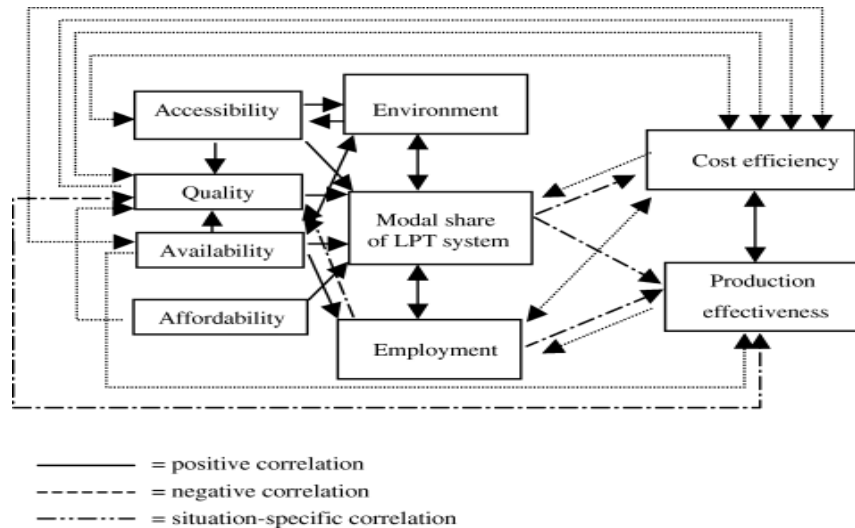 Accessibility
Environment
Cost efficiency
Quality
Modal share
of LPT system
Availability
Production
effectiveness
Affordability
Employment
= positive correlation
= negative correlation
= situation-specific correlation